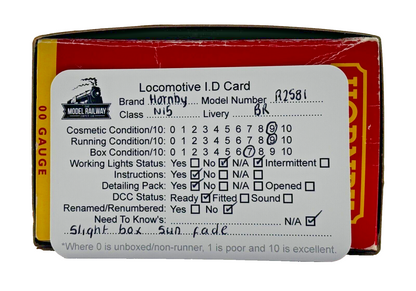 THE
MODEL RAILWAY
Locomotive I.D Card
Brand Hornby Model Number R2581
Class N15 Livery BR
Cosmetic Condition/10: 0 1 2 3 4 5 6 7 8 9 10
Running Condition/10: 0 1 2 3 4 5 6 7 8 9 10
Box Condition/10: 0 1 2 3 4 5 6 7 8 9 10
Working Lights Status: Yes No N/A Intermittent
Instructions: Yes No
Detailing Pack: Yes No N/A Opened
DCC Status: Ready Fitted Sound
Renamed/Renumbered: Yes No
Need To Know's: N/A
Slight box sun fade
*Where 0 is unboxed/non-runner, 1 is poor and 10 is excellent.
00 GAUGE
HORNBY